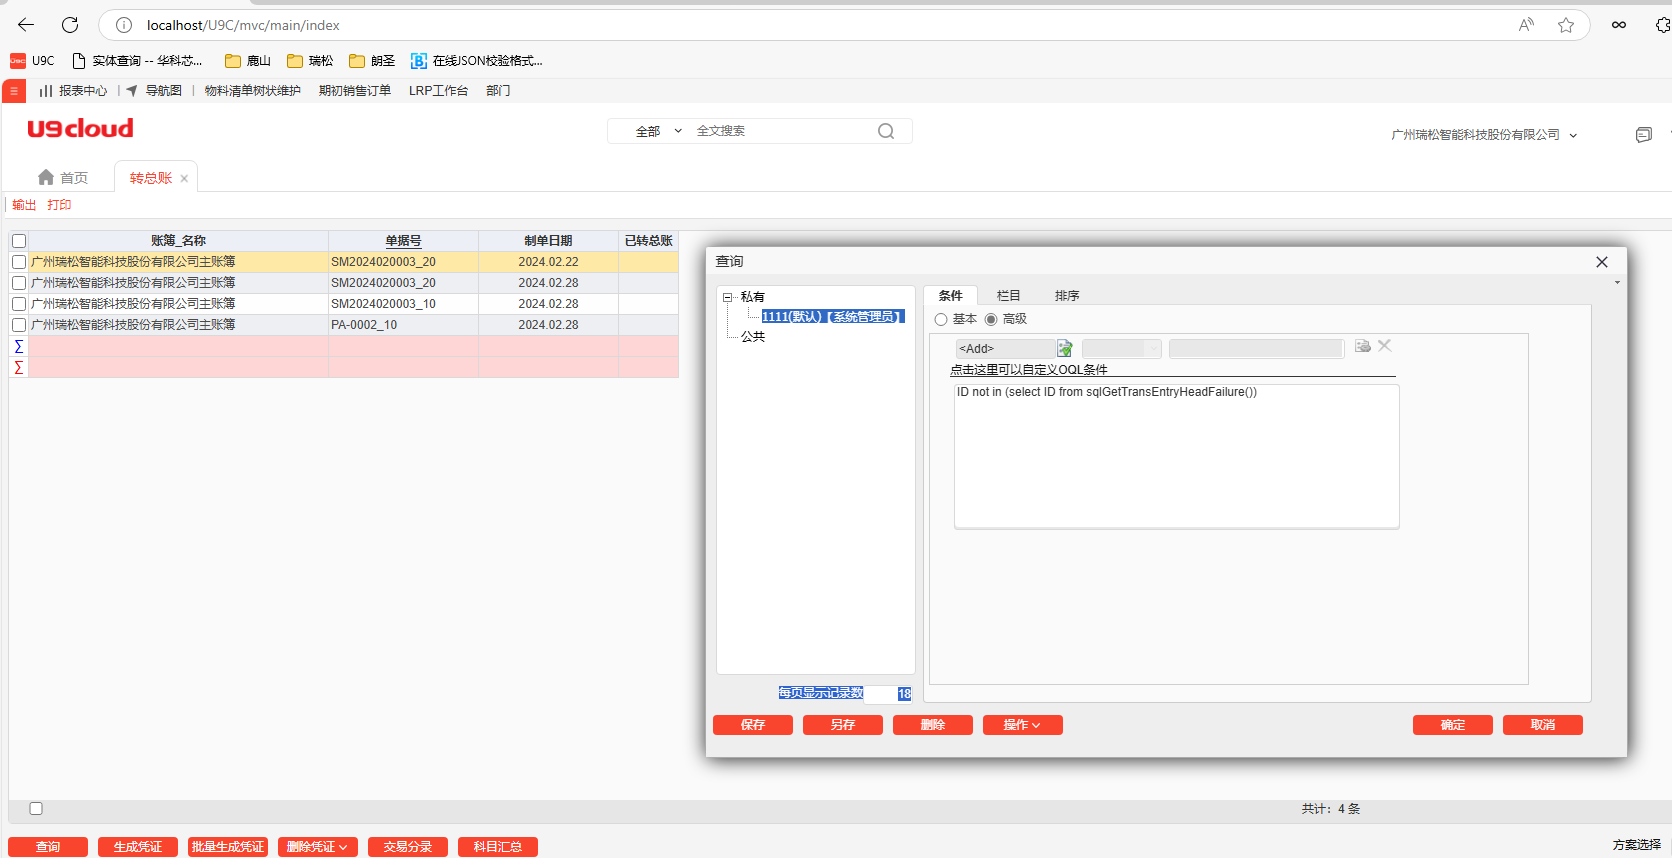 localhost/U9C/mvc/main/index
U9C 实体查询 -- 华科芯... 鹿山 瑞松 朗圣 在线JSON校验格式...
报表中心 导航图 物料清单树状维护 期初销售订单 LRP工作台 部门
U9 cloud 全部 全文搜索 广州瑞松智能科技股份有限公司
首页 转总账
输出 打印
账簿_名称 单据号 制单日期 已转总账
广州瑞松智能科技股份有限公司主账簿 SM2024020003_20 2024.02.22
广州瑞松智能科技股份有限公司主账簿 SM2024020003_20 2024.02.28
广州瑞松智能科技股份有限公司主账簿 SM2024020003_10 2024.02.28
广州瑞松智能科技股份有限公司主账簿 PA-0002_10 2024.02.28
∑
∑
查询
私有
1111(默认)【系统管理员】
公共
条件 栏目 排序
基本 高级
<Add>
点击这里可以自定义OQL条件
ID not in (select ID from sqlGetTransEntryHeadFailure())
每页显示记录数 18
保存 另存 删除 操作 确定 取消
共计：4 条
查询 生成凭证 批量生成凭证 删除凭证 交易分录 科目汇总 方案选择